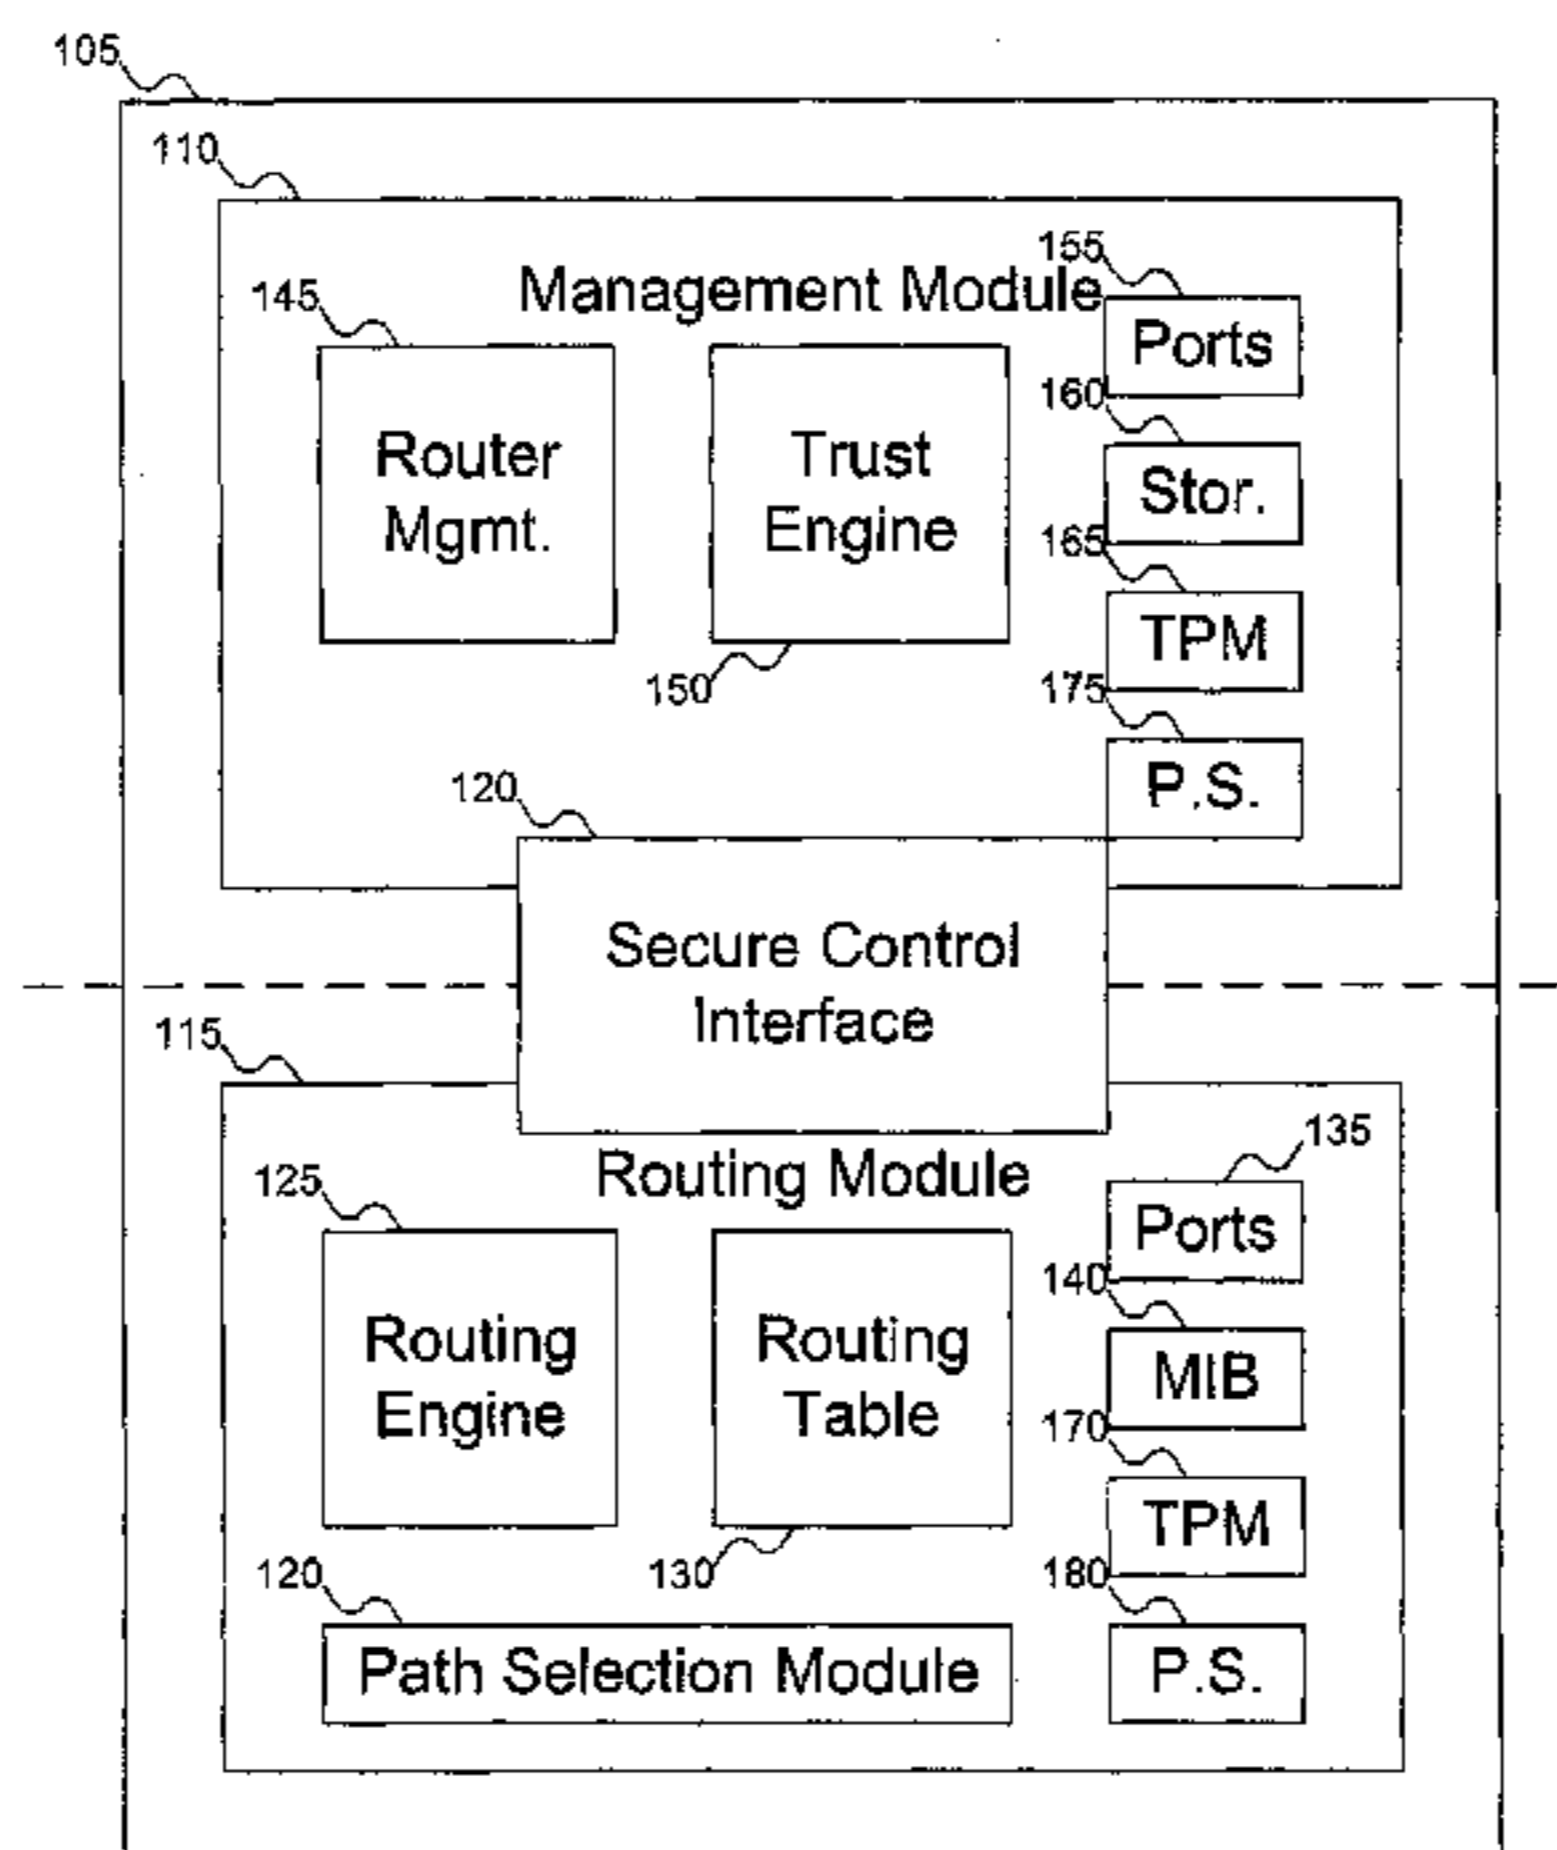 105
110
155
Management Module
145
Ports
160
Router
Mgmt.
Trust
Engine
Stor.
165
TPM
150
175
P.S.
120
Secure Control
Interface
115
135
Routing Module
125
Ports
140
Routing
Engine
Routing
Table
MIB
170
TPM
120
130
180
Path Selection Module
P.S.